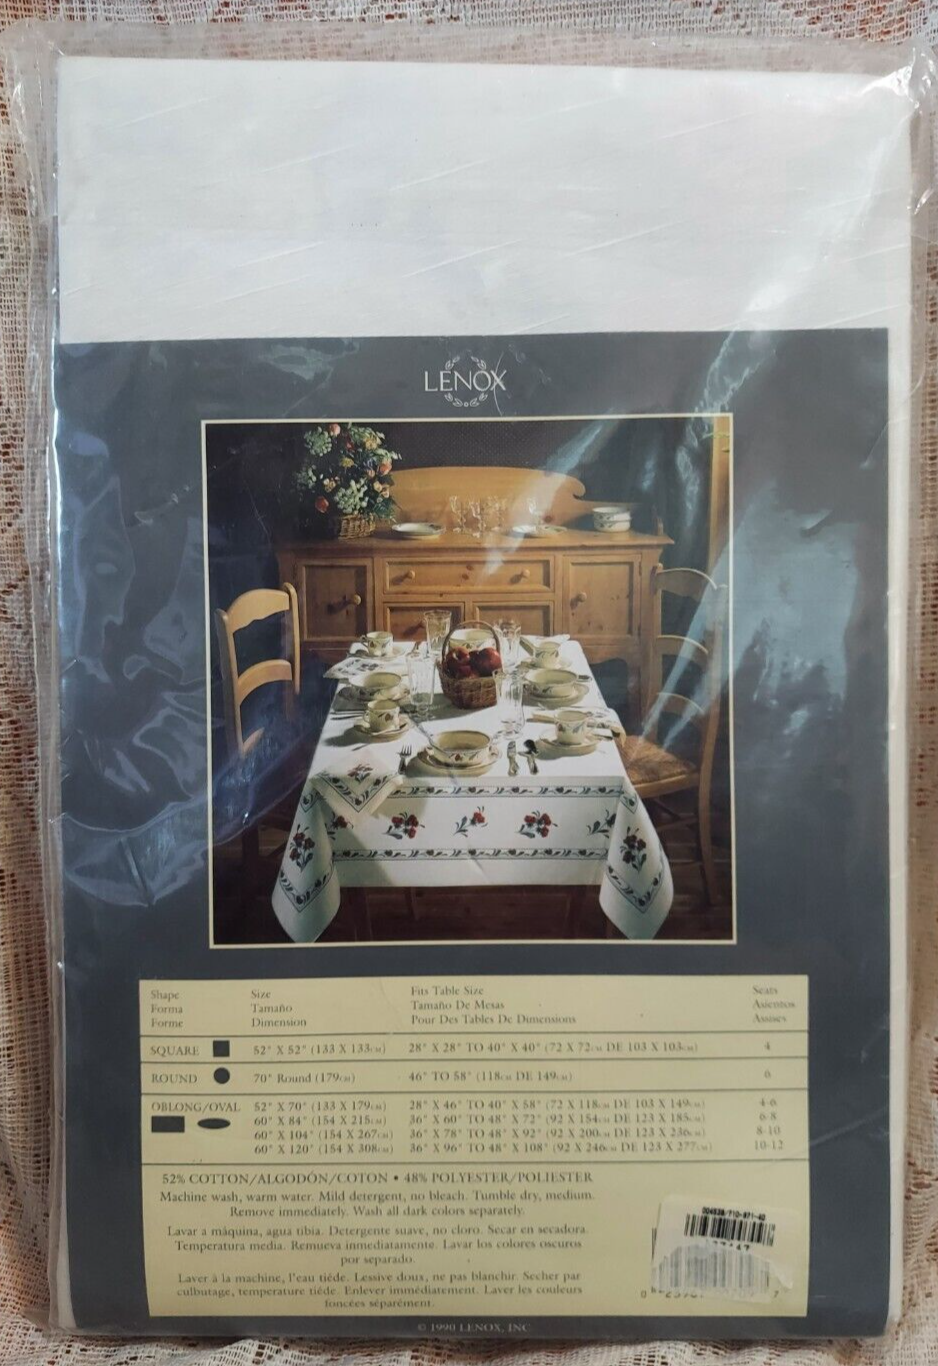 LENOX
Shape Size Fits Table Size Seats
Forma Tamaño Tamaño De Mesas Asientos
Forme Dimension Pour Des Tables De Dimensions Assises
SQUARE 52" X 52" (133 X 133CM) 28" X 28" TO 40" X 40" (72 X 72CM DE 103 X 103CM) 4
ROUND 70" Round (179CM) 46" TO 58" (118CM DE 149CM) 6
OBLONG/OVAL 52" X 70" (133 X 179CM) 28" X 46" TO 40" X 58" (72 X 118CM DE 103 X 149CM) 4-6
60" X 84" (154 X 215CM) 36" X 60" TO 48" X 72" (92 X 154CM DE 123 X 185CM) 6-8
60" X 104" (154 X 267CM) 36" X 78" TO 48" X 92" (92 X 200CM DE 123 X 236CM) 8-10
60" X 120" (154 X 308CM) 36" X 96" TO 48" X 108" (92 X 246CM DE 123 X 277CM) 10-12
52% COTTON/ALGODÓN/COTON • 48% POLYESTER/POLIESTER
Machine wash, warm water. Mild detergent, no bleach. Tumble dry, medium.
Remove immediately. Wash all dark colors separately.
Lavar a màquina, agua tibia. Detergente suave, no cloro. Secar en secadora.
Temperatura media. Remueva inmediatamente. Lavar los colores oscuros
por separado.
Laver à la machine, l'eau tiéde. Lessive doux, ne pas blanchir. Secher par
culbutage, temperature tiéde. Enlever immédiatement. Laver les couleurs
foncées séparément.
© 1990 LENOX, INC